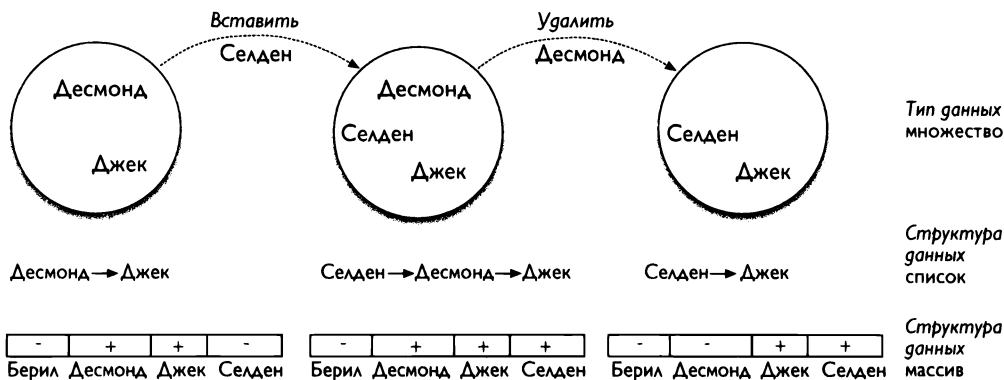 Вставить
Селден
Удалить
Десмонд
Десмонд
Джек
Десмонд
Селден
Джек
Селден
Джек
Тип данных
множество
Десмонд→Джек
Селден→Десмонд→Джек
Селден→Джек
Структура
данных
список
- + + -
Берил Десмонд Джек Селден
- + + +
Берил Десмонд Джек Селден
- - + +
Берил Десмонд Джек Селден
Структура
данных
массив